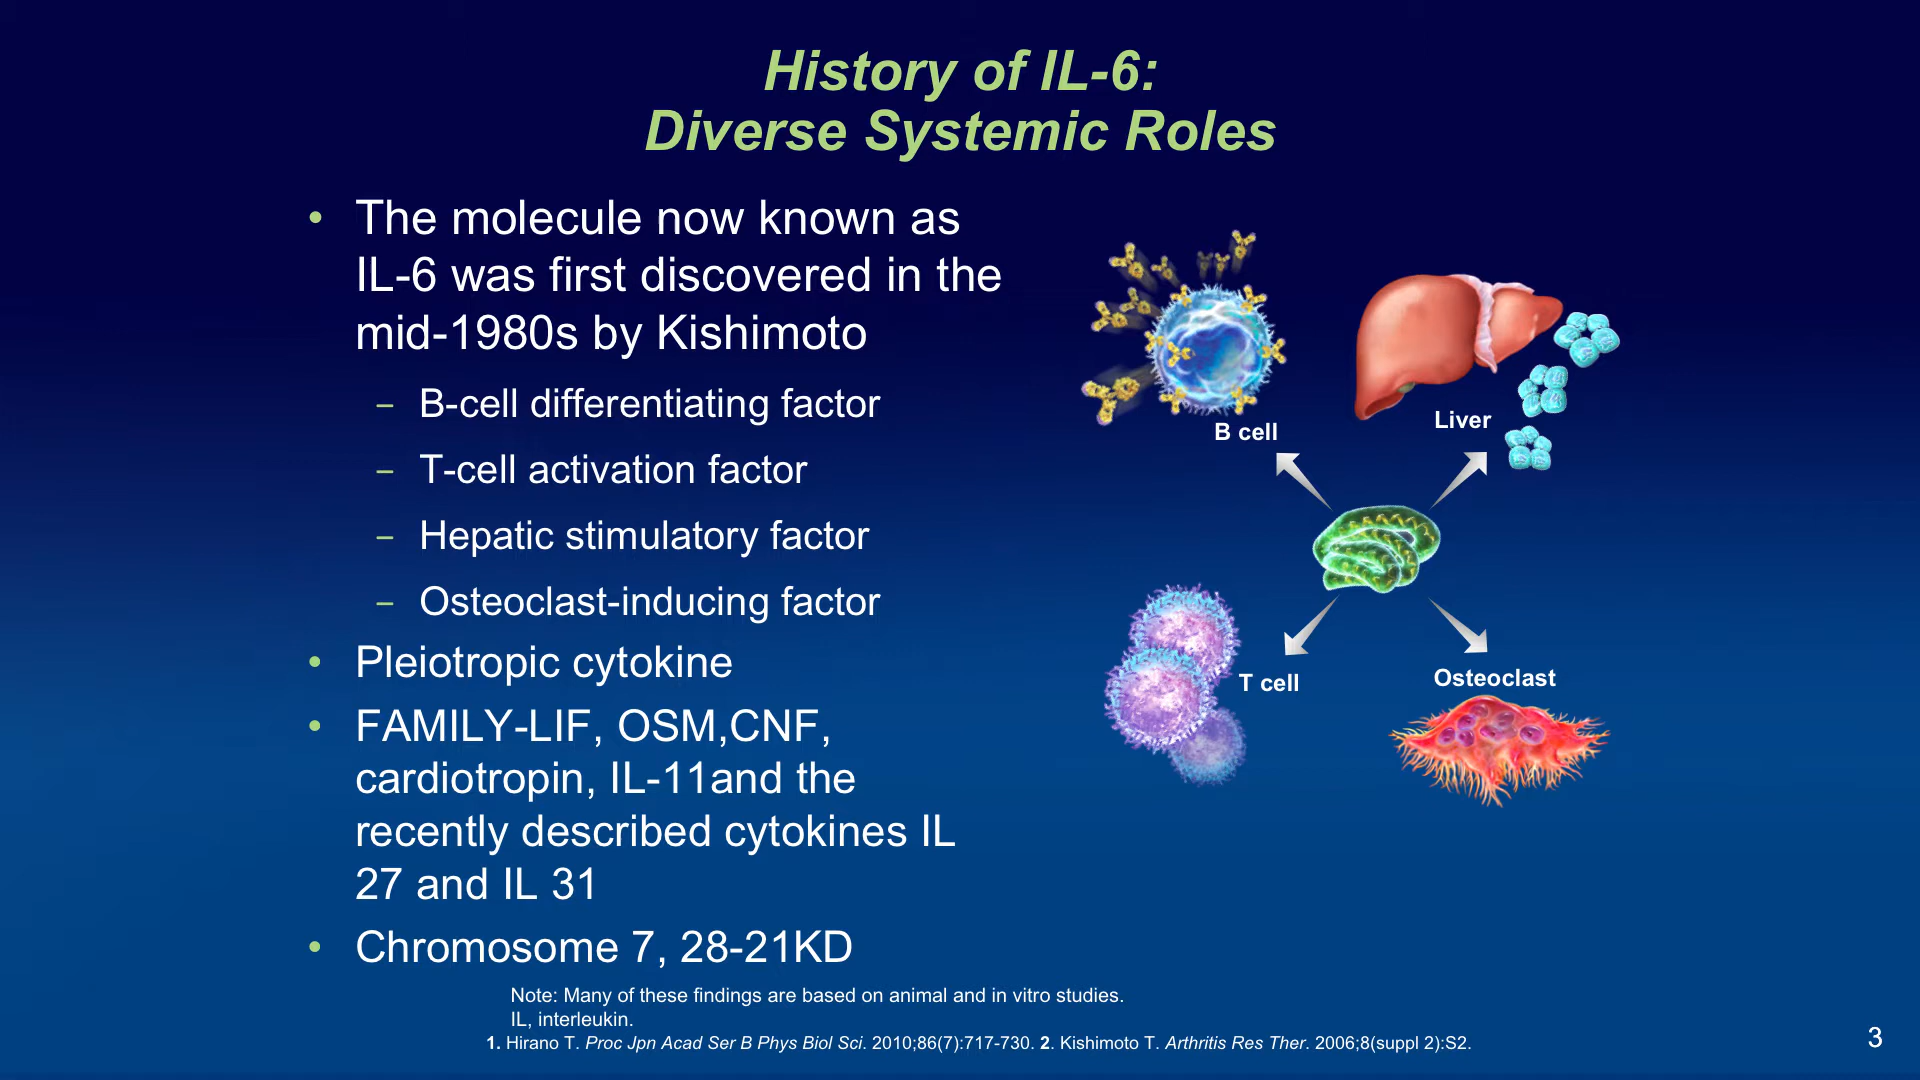 History of IL-6:
Diverse Systemic Roles
• The molecule now known as
IL-6 was first discovered in the
mid-1980s by Kishimoto
– B-cell differentiating factor
– T-cell activation factor
– Hepatic stimulatory factor
– Osteoclast-inducing factor
• Pleiotropic cytokine
• FAMILY-LIF, OSM,CNF,
cardiotropin, IL-11and the
recently described cytokines IL
27 and IL 31
• Chromosome 7, 28-21KD
B cell
Liver
T cell
Osteoclast
Note: Many of these findings are based on animal and in vitro studies.
IL, interleukin.
1. Hirano T. Proc Jpn Acad Ser B Phys Biol Sci. 2010;86(7):717-730. 2. Kishimoto T. Arthritis Res Ther. 2006;8(suppl 2):S2.
3